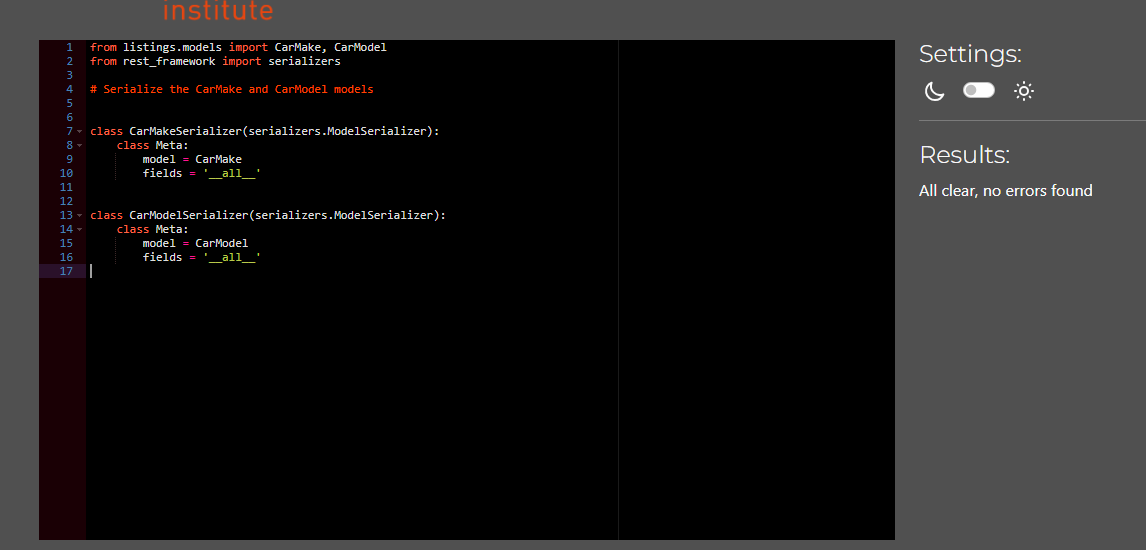 institute
1 from listings.models import CarMake, CarModel
2 from rest_framework import serializers
3
4 # Serialize the CarMake and CarModel models
5
6
7 class CarMakeSerializer(serializers.ModelSerializer):
8     class Meta:
9         model = CarMake
10         fields = '__all__'
11
12
13 class CarModelSerializer(serializers.ModelSerializer):
14     class Meta:
15         model = CarModel
16         fields = '__all__'
17
Settings:
Results:
All clear, no errors found